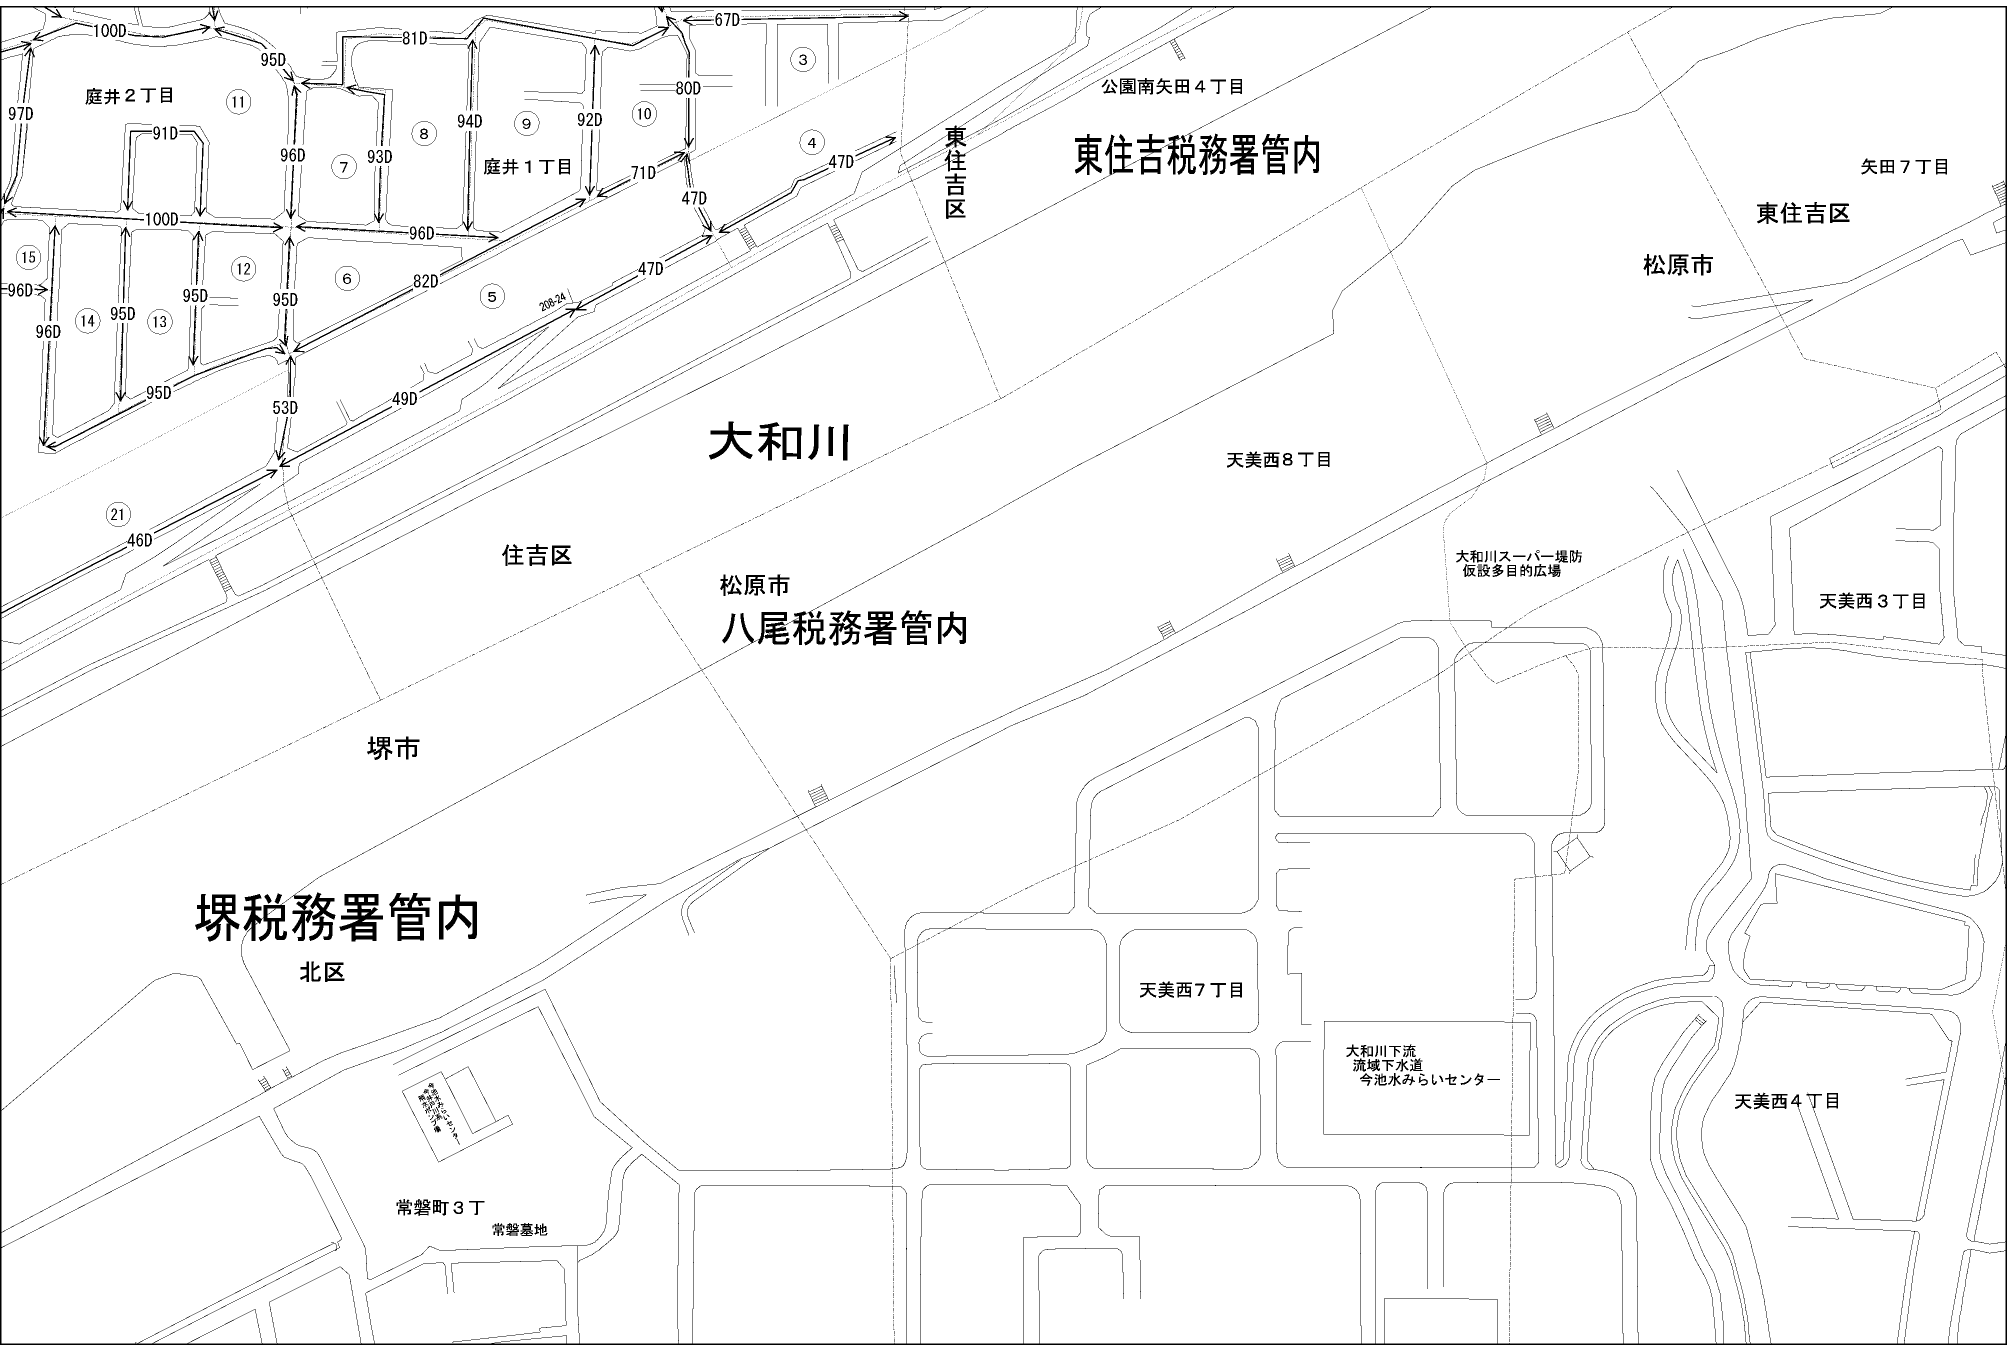 67D
100D
81D
95D
③
80D
公園南矢田４丁目
庭井２丁目
⑪
97D
91D
⑧
94D
⑨
92D
⑩
東住吉区
東住吉税務署管内
④
47D
96D
⑦
93D
庭井１丁目
71D
47D
矢田７丁目
東住吉区
100D
96D
松原市
⑮
⑫
⑥
82D
47D
⑤
208-24
96D
95D
95D
96D
⑭
95D
⑬
95D
53D
49D
大和川
天美西８丁目
㉑
46D
住吉区
松原市
八尾税務署管内
大和川スーパー堤防
仮設多目的広場
天美西３丁目
堺市
堺税務署管内
北区
天美西７丁目
大和川下流
流域下水道
今池水みらいセンター
天美西４丁目
常磐町３丁
常磐墓地